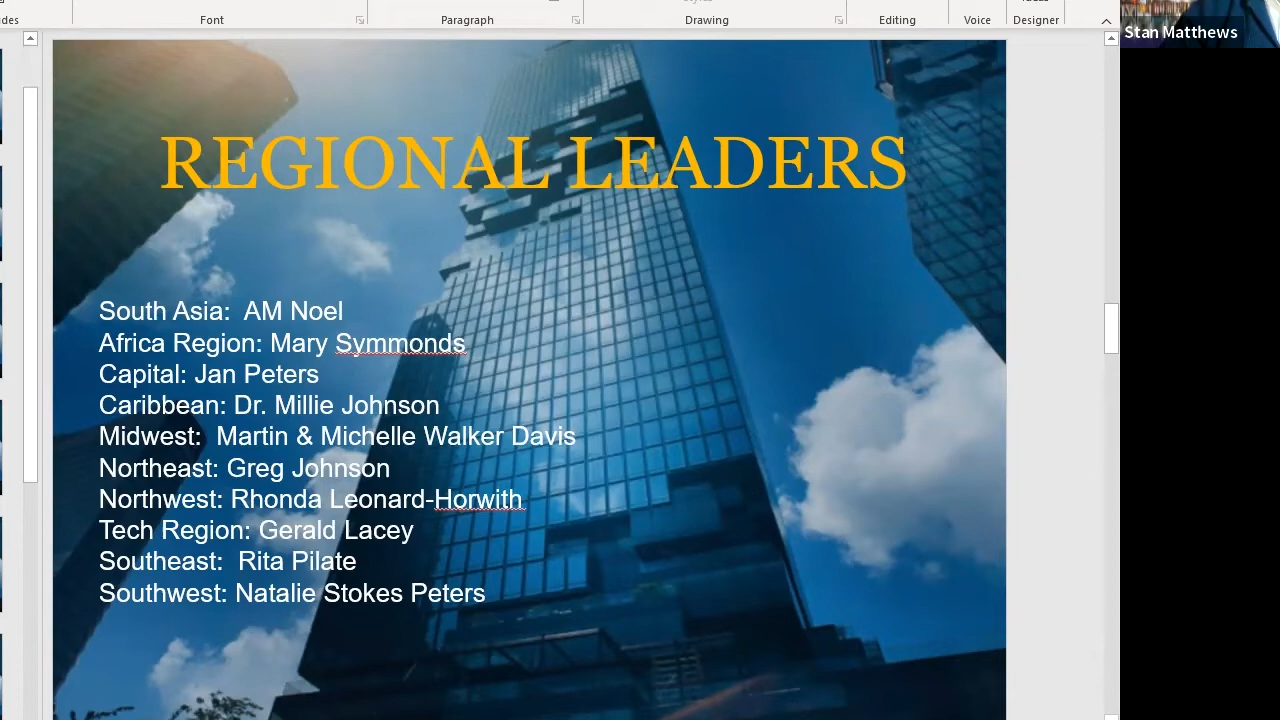 Font Paragraph Drawing Editing Voice Designer
Stan Matthews
REGIONAL LEADERS
South Asia:  AM Noel
Africa Region: Mary Symmonds
Capital: Jan Peters
Caribbean: Dr. Millie Johnson
Midwest:  Martin & Michelle Walker Davis
Northeast: Greg Johnson
Northwest: Rhonda Leonard-Horwith
Tech Region: Gerald Lacey
Southeast:  Rita Pilate
Southwest: Natalie Stokes Peters